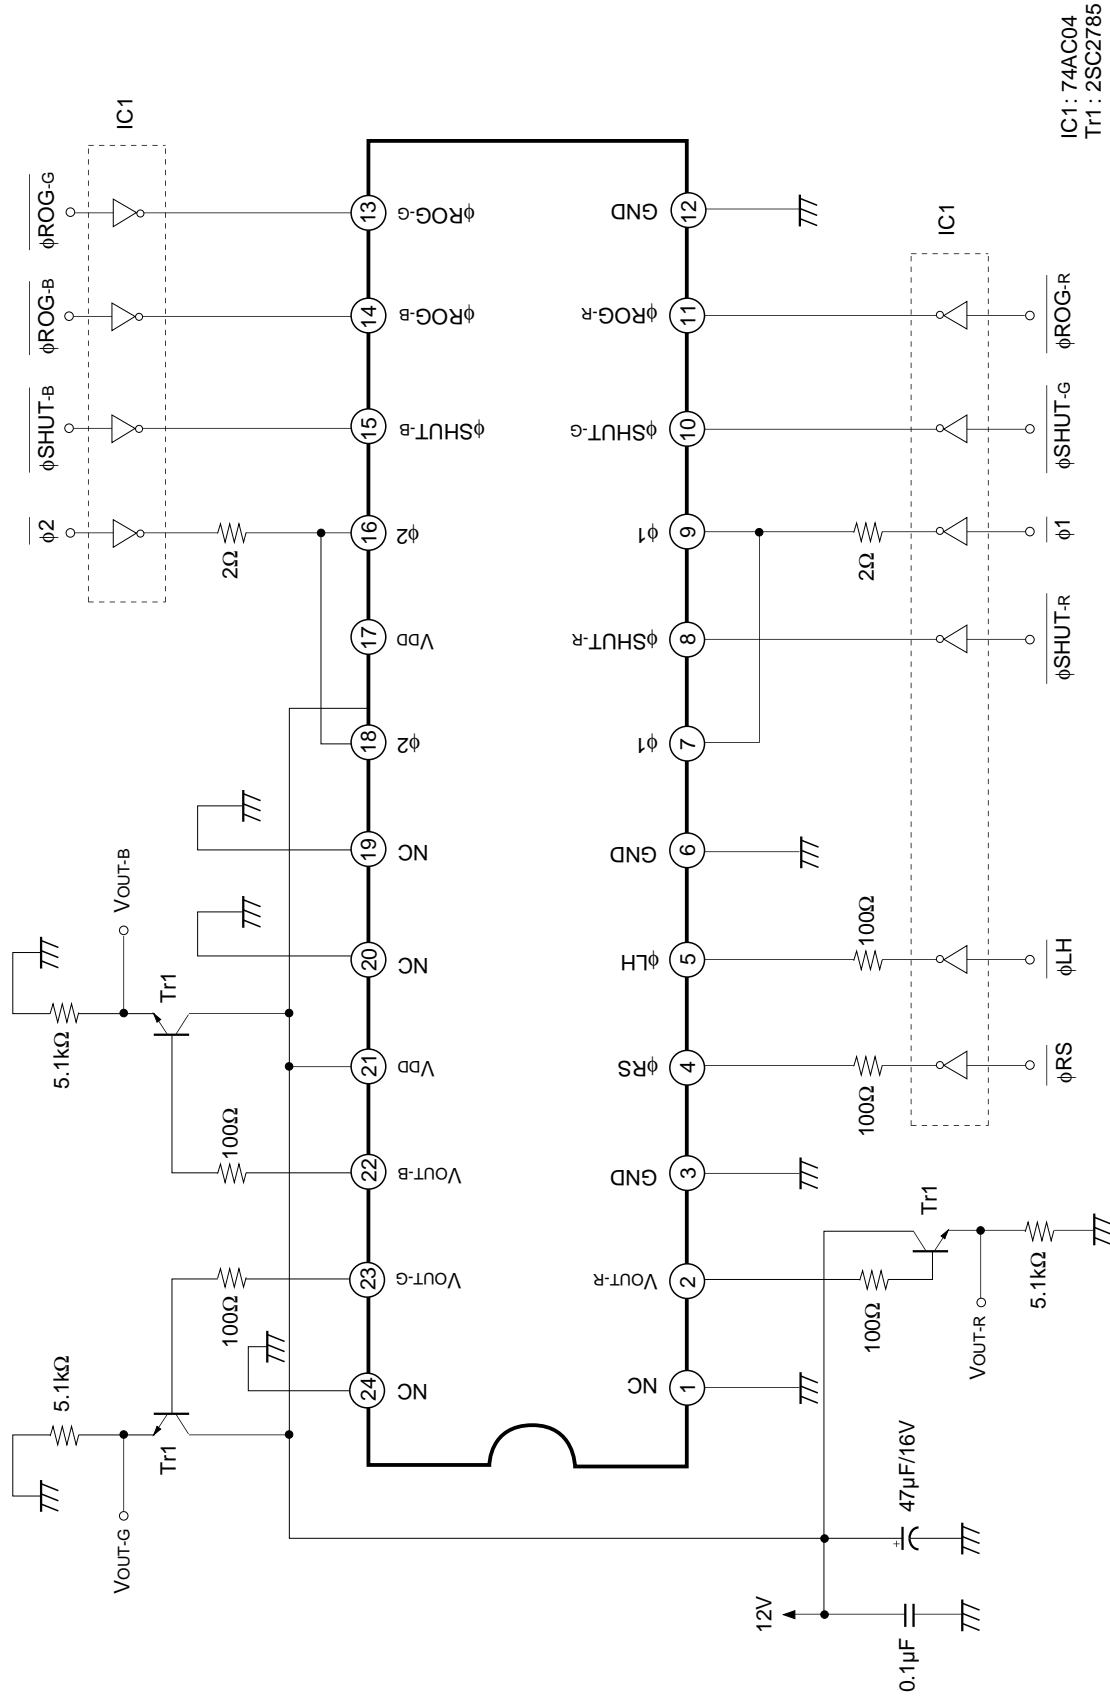 IC1: 74AC04
Tr1 : 2SC2785
IC1
φROG-G
φROG-B
φSHUT-B
φ2
2Ω
VOUT-B
5.1kΩ
Tr1
100Ω
100Ω
5.1kΩ
Tr1
VOUT-G
24
23
22
21
20
19
18
17
16
15
14
13
NC
VOUT-G
VOUT-B
VDD
NC
NC
φ2
VDD
φ2
φSHUT-B
φROG-B
φROG-G
NC
VOUT-R
GND
φRS
φLH
GND
φ1
φSHUT-R
φ1
φSHUT-G
φROG-R
GND
1
2
3
4
5
6
7
8
9
10
11
12
100Ω
100Ω
100Ω
2Ω
IC1
Tr1
VOUT-R
5.1kΩ
φRS
φLH
φSHUT-R
φ1
φSHUT-G
φROG-R
12V
0.1µF
47µF/16V
+